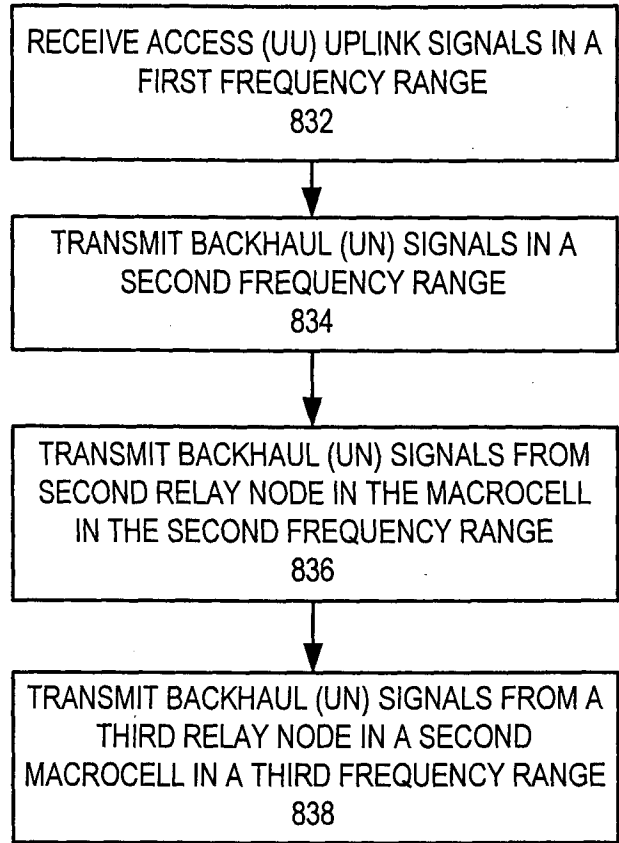 RECEIVE ACCESS (UU) UPLINK SIGNALS IN A
FIRST FREQUENCY RANGE
832
TRANSMIT BACKHAUL (UN) SIGNALS IN A
SECOND FREQUENCY RANGE
834
TRANSMIT BACKHAUL (UN) SIGNALS FROM
SECOND RELAY NODE IN THE MACROCELL
IN THE SECOND FREQUENCY RANGE
836
TRANSMIT BACKHAUL (UN) SIGNALS FROM A
THIRD RELAY NODE IN A SECOND
MACROCELL IN A THIRD FREQUENCY RANGE
838